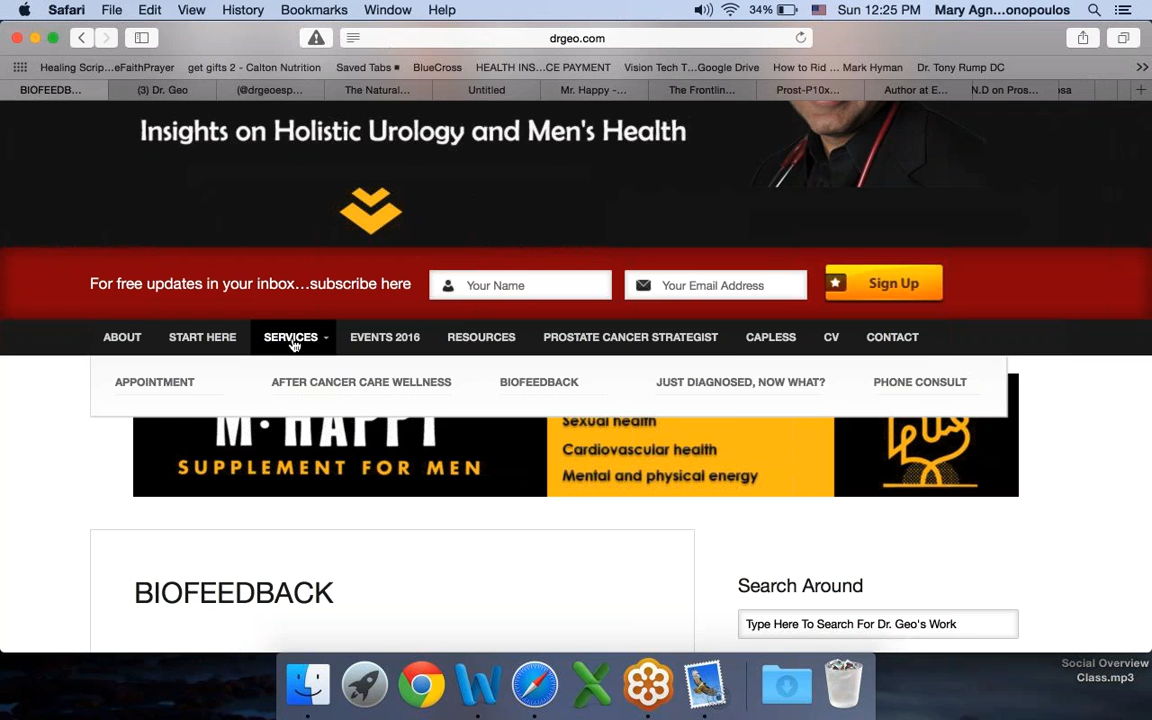 Safari File Edit View History Bookmarks Window Help 34% Sun 12:25 PM Mary Agn...onopoulos
drgeo.com
Healing Scrip...eFaithPrayer get gifts 2 - Calton Nutrition Saved Tabs BlueCross HEALTH INS...CE PAYMENT Vision Tech T...Google Drive How to Rid ... Mark Hyman Dr. Tony Rump DC
BIOFEEDB... (3) Dr. Geo (@drgeoesp... The Natural... Untitled Mr. Happy -... The Frontlin... Prost-P10x... Author at E... N.D on Pros... nsa
Insights on Holistic Urology and Men's Health
For free updates in your inbox...subscribe here Your Name Your Email Address Sign Up
ABOUT START HERE SERVICES EVENTS 2016 RESOURCES PROSTATE CANCER STRATEGIST CAPLESS CV CONTACT
APPOINTMENT AFTER CANCER CARE WELLNESS BIOFEEDBACK JUST DIAGNOSED, NOW WHAT? PHONE CONSULT
Sexual health
SUPPLEMENT FOR MEN
Cardiovascular health
Mental and physical energy
BIOFEEDBACK
Search Around
Type Here To Search For Dr. Geo's Work
Social Overview
Class.mp3